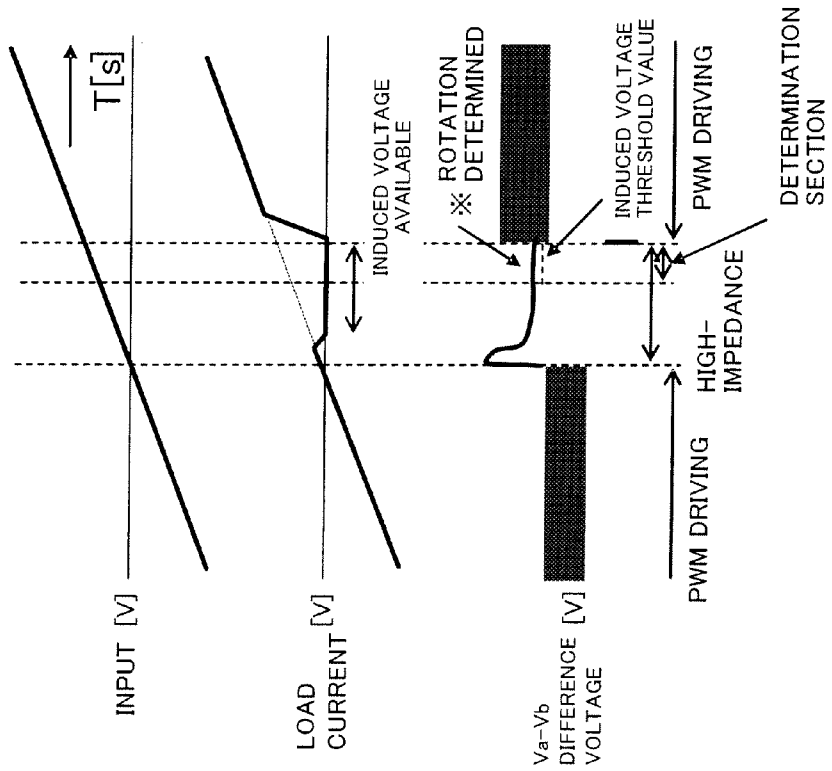 T[s]
INPUT [V]
LOAD
CURRENT [V]
INDUCED VOLTAGE
AVAILABLE
Va-Vb
DIFFERENCE [V]
VOLTAGE
※ ROTATION
DETERMINED
INDUCED VOLTAGE
THRESHOLD VALUE
PWM DRIVING
HIGH-
IMPEDANCE
PWM DRIVING
DETERMINATION
SECTION